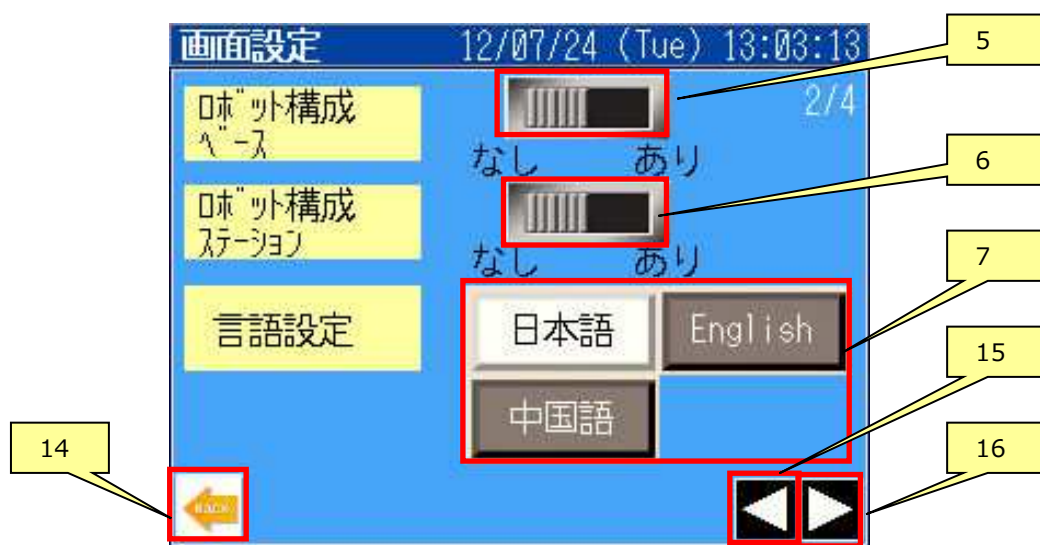 画面設定 12/07/24 (Tue) 13:03:13
5
2/4
ロボット構成
ベース
なし あり
6
ロボット構成
ステーション
なし あり
7
言語設定
日本語 English
15
中国語
14
16
BACK